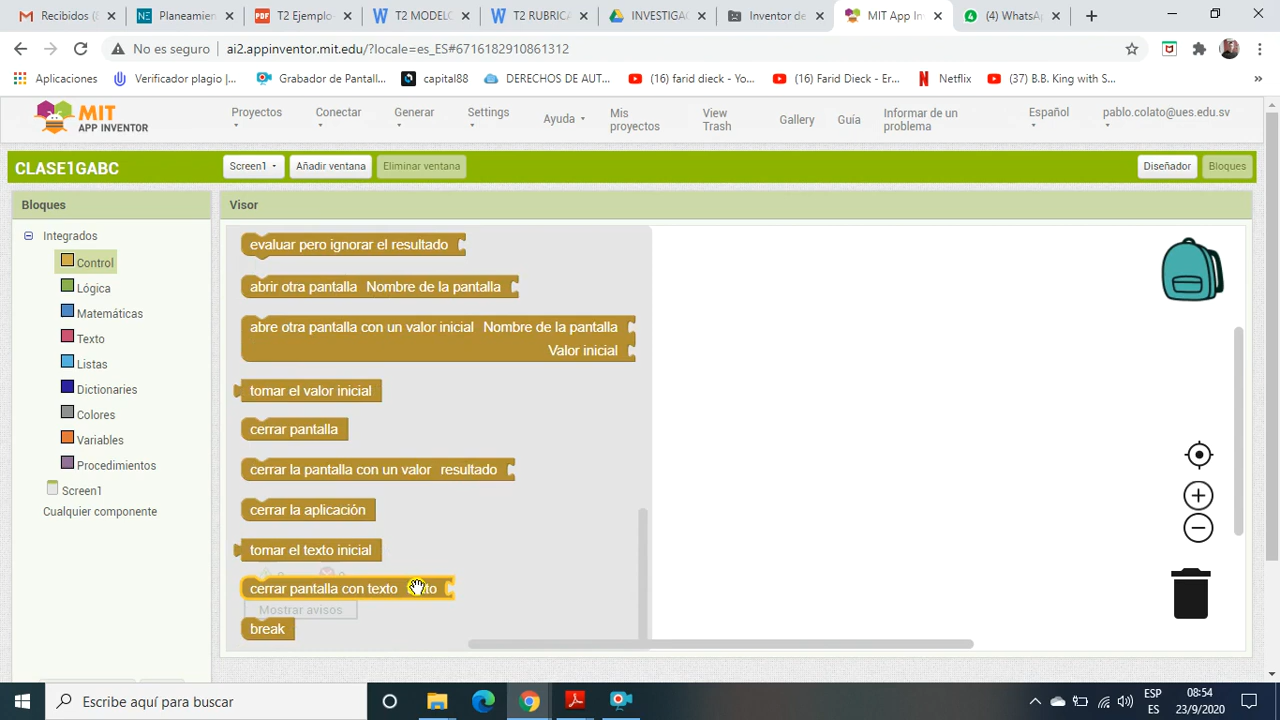 Recibidos (
Planeamien
T2 Ejemplo
T2 MODELO
T2 RUBRICA
INVESTIGAC
Inventor de
MIT App In
(4) WhatsAp
No es seguro
ai2.appinventor.mit.edu/?locale=es_ES#6716182910861312
Aplicaciones
Verificador plagio |...
Grabador de Pantall...
capital88
DERECHOS DE AUT...
(16) farid dieck - Yo...
(16) Farid Dieck - Er...
Netflix
(37) B.B. King with S...
»
MIT
APP INVENTOR
Proyectos
Conectar
Generar
Settings
Ayuda
Mis proyectos
View Trash
Gallery
Guía
Informar de un problema
Español
pablo.colato@ues.edu.sv
CLASE1GABC
Screen1
Añadir ventana
Eliminar ventana
Diseñador
Bloques
Bloques
Visor
Integrados
Control
Lógica
Matemáticas
Texto
Listas
Dictionaries
Colores
Variables
Procedimientos
Screen1
Cualquier componente
evaluar pero ignorar el resultado
abrir otra pantalla Nombre de la pantalla
abre otra pantalla con un valor inicial Nombre de la pantalla
Valor inicial
tomar el valor inicial
cerrar pantalla
cerrar la pantalla con un valor resultado
cerrar la aplicación
tomar el texto inicial
cerrar pantalla con texto
Mostrar avisos
break
Escribe aquí para buscar
ESP
ES
08:54
23/9/2020